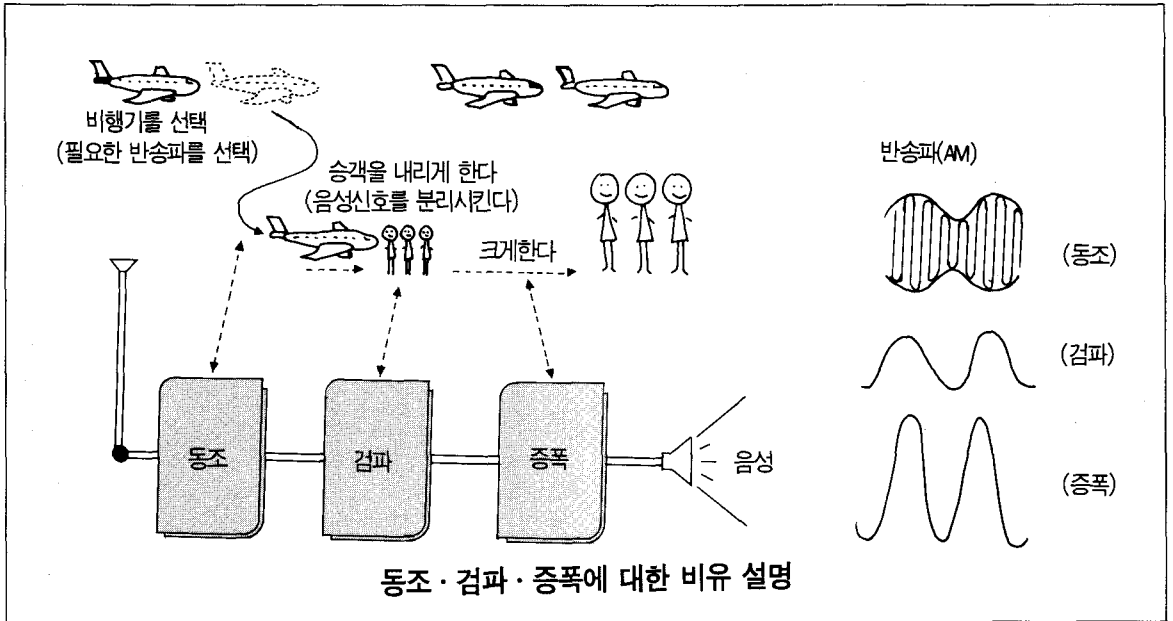 비행기를 선택
(필요한 반송파를 선택)
승객을 내리게 한다
(음성신호를 분리시킨다)
크게한다
반송파(AM)
(동조)
(검파)
(증폭)
동조
검파
증폭
음성
동조 · 검파 · 증폭에 대한 비유 설명